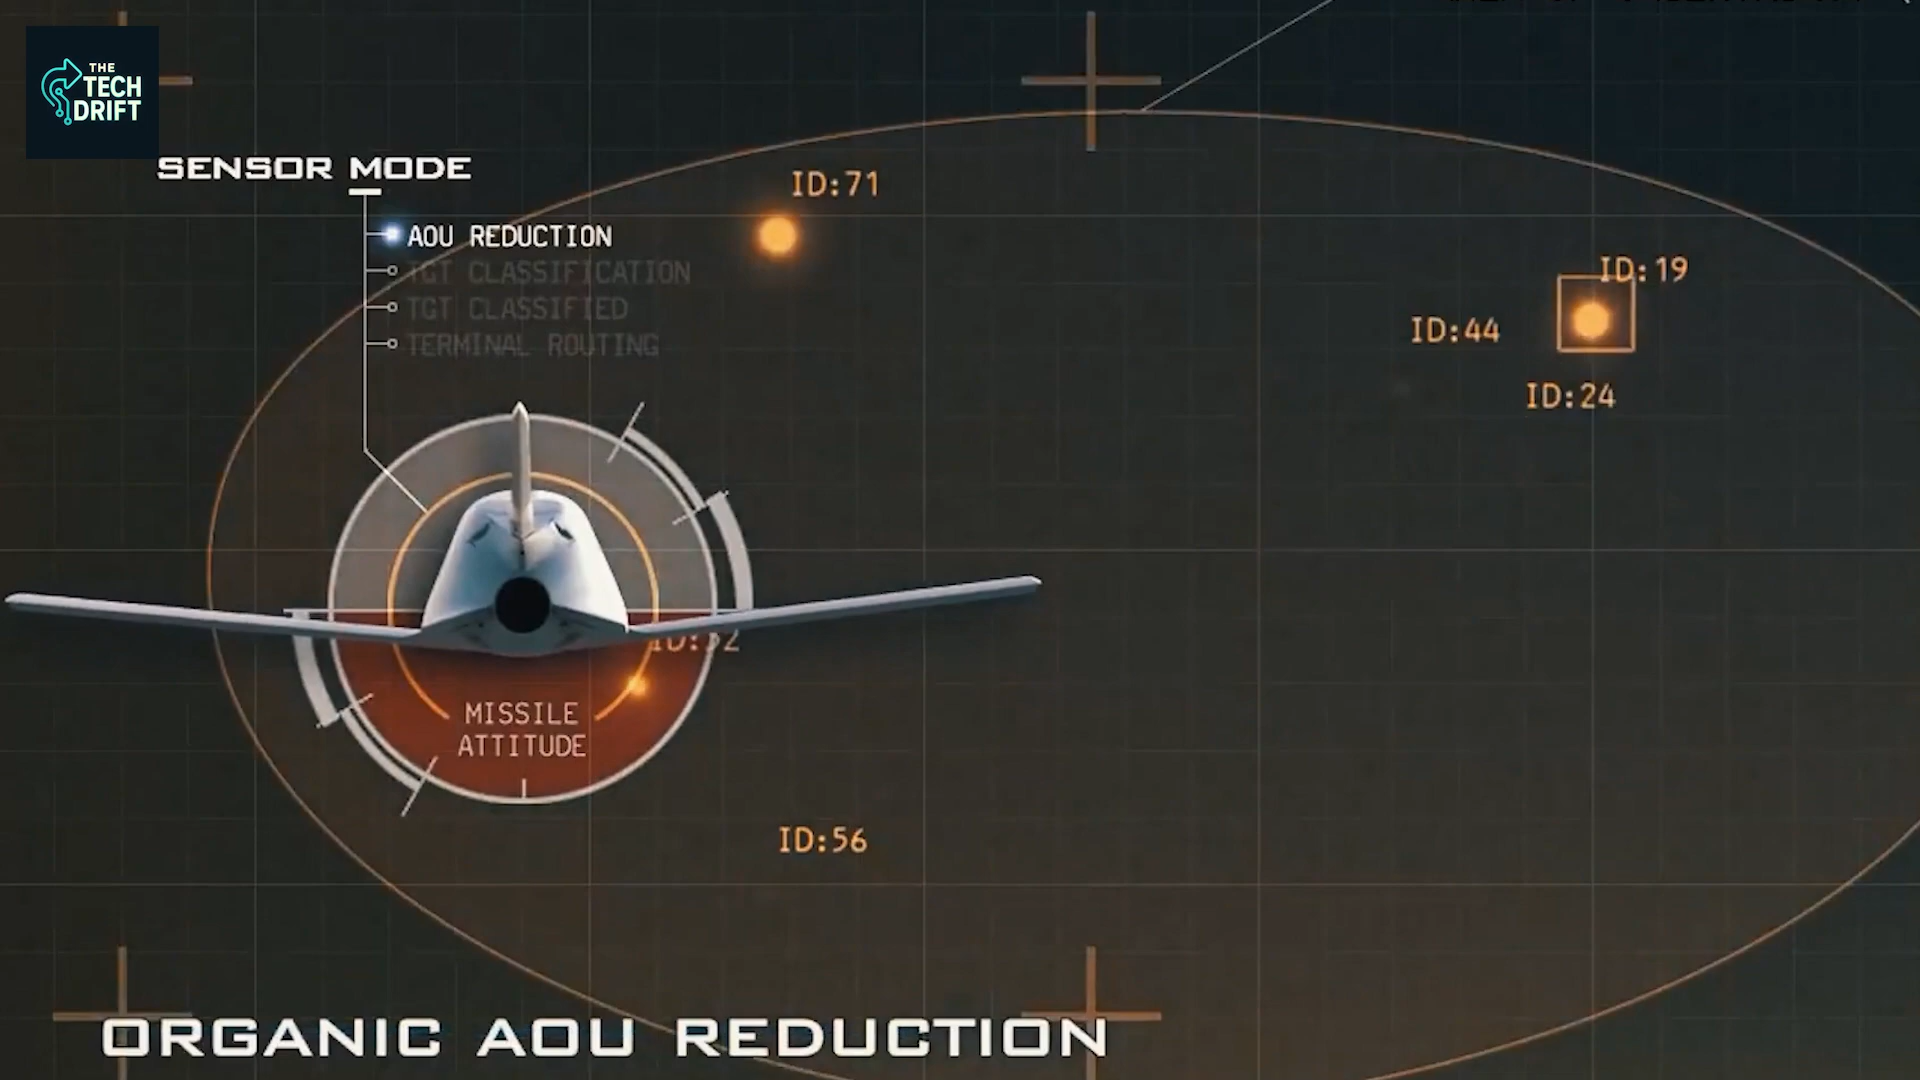 THE
TECH
DRIFT
SENSOR MODE
AOU REDUCTION
TGT CLASSIFICATION
TGT CLASSIFIED
TERMINAL ROUTING
ID:71
ID:19
ID:44
ID:24
MISSILE
ATTITUDE
ID:56
ORGANIC AOU REDUCTION